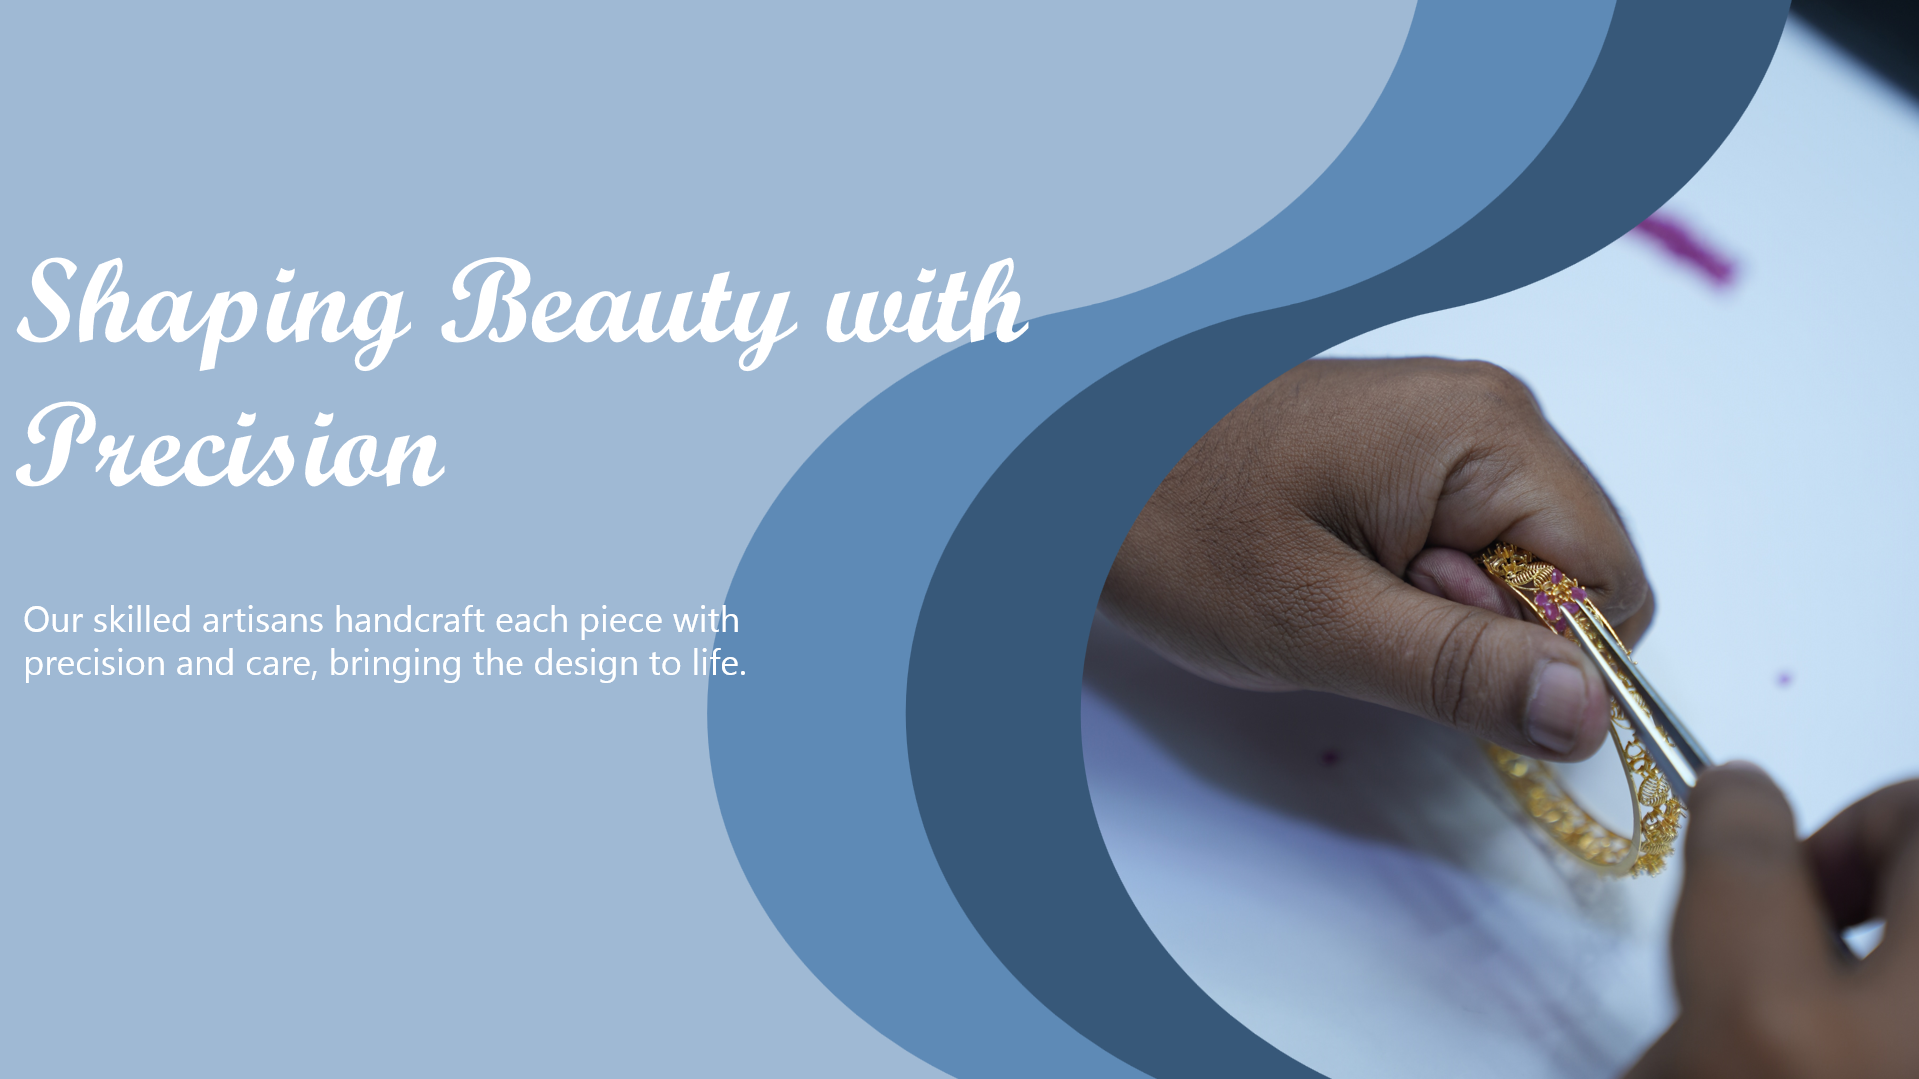 Shaping Beauty with
Precision
Our skilled artisans handcraft each piece with
precision and care, bringing the design to life.